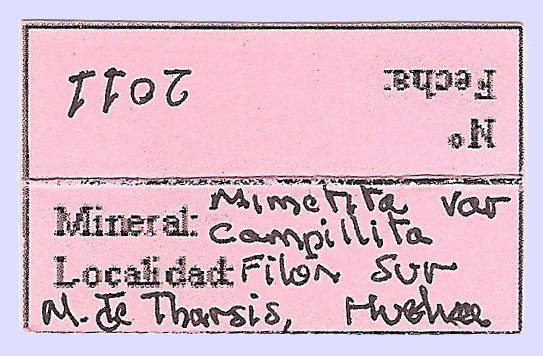 Fecha: 2011
Nº
Mineral: Mimetita var
Campillita
Localidad: Filon Sur
M. de Tharsis, Huelva